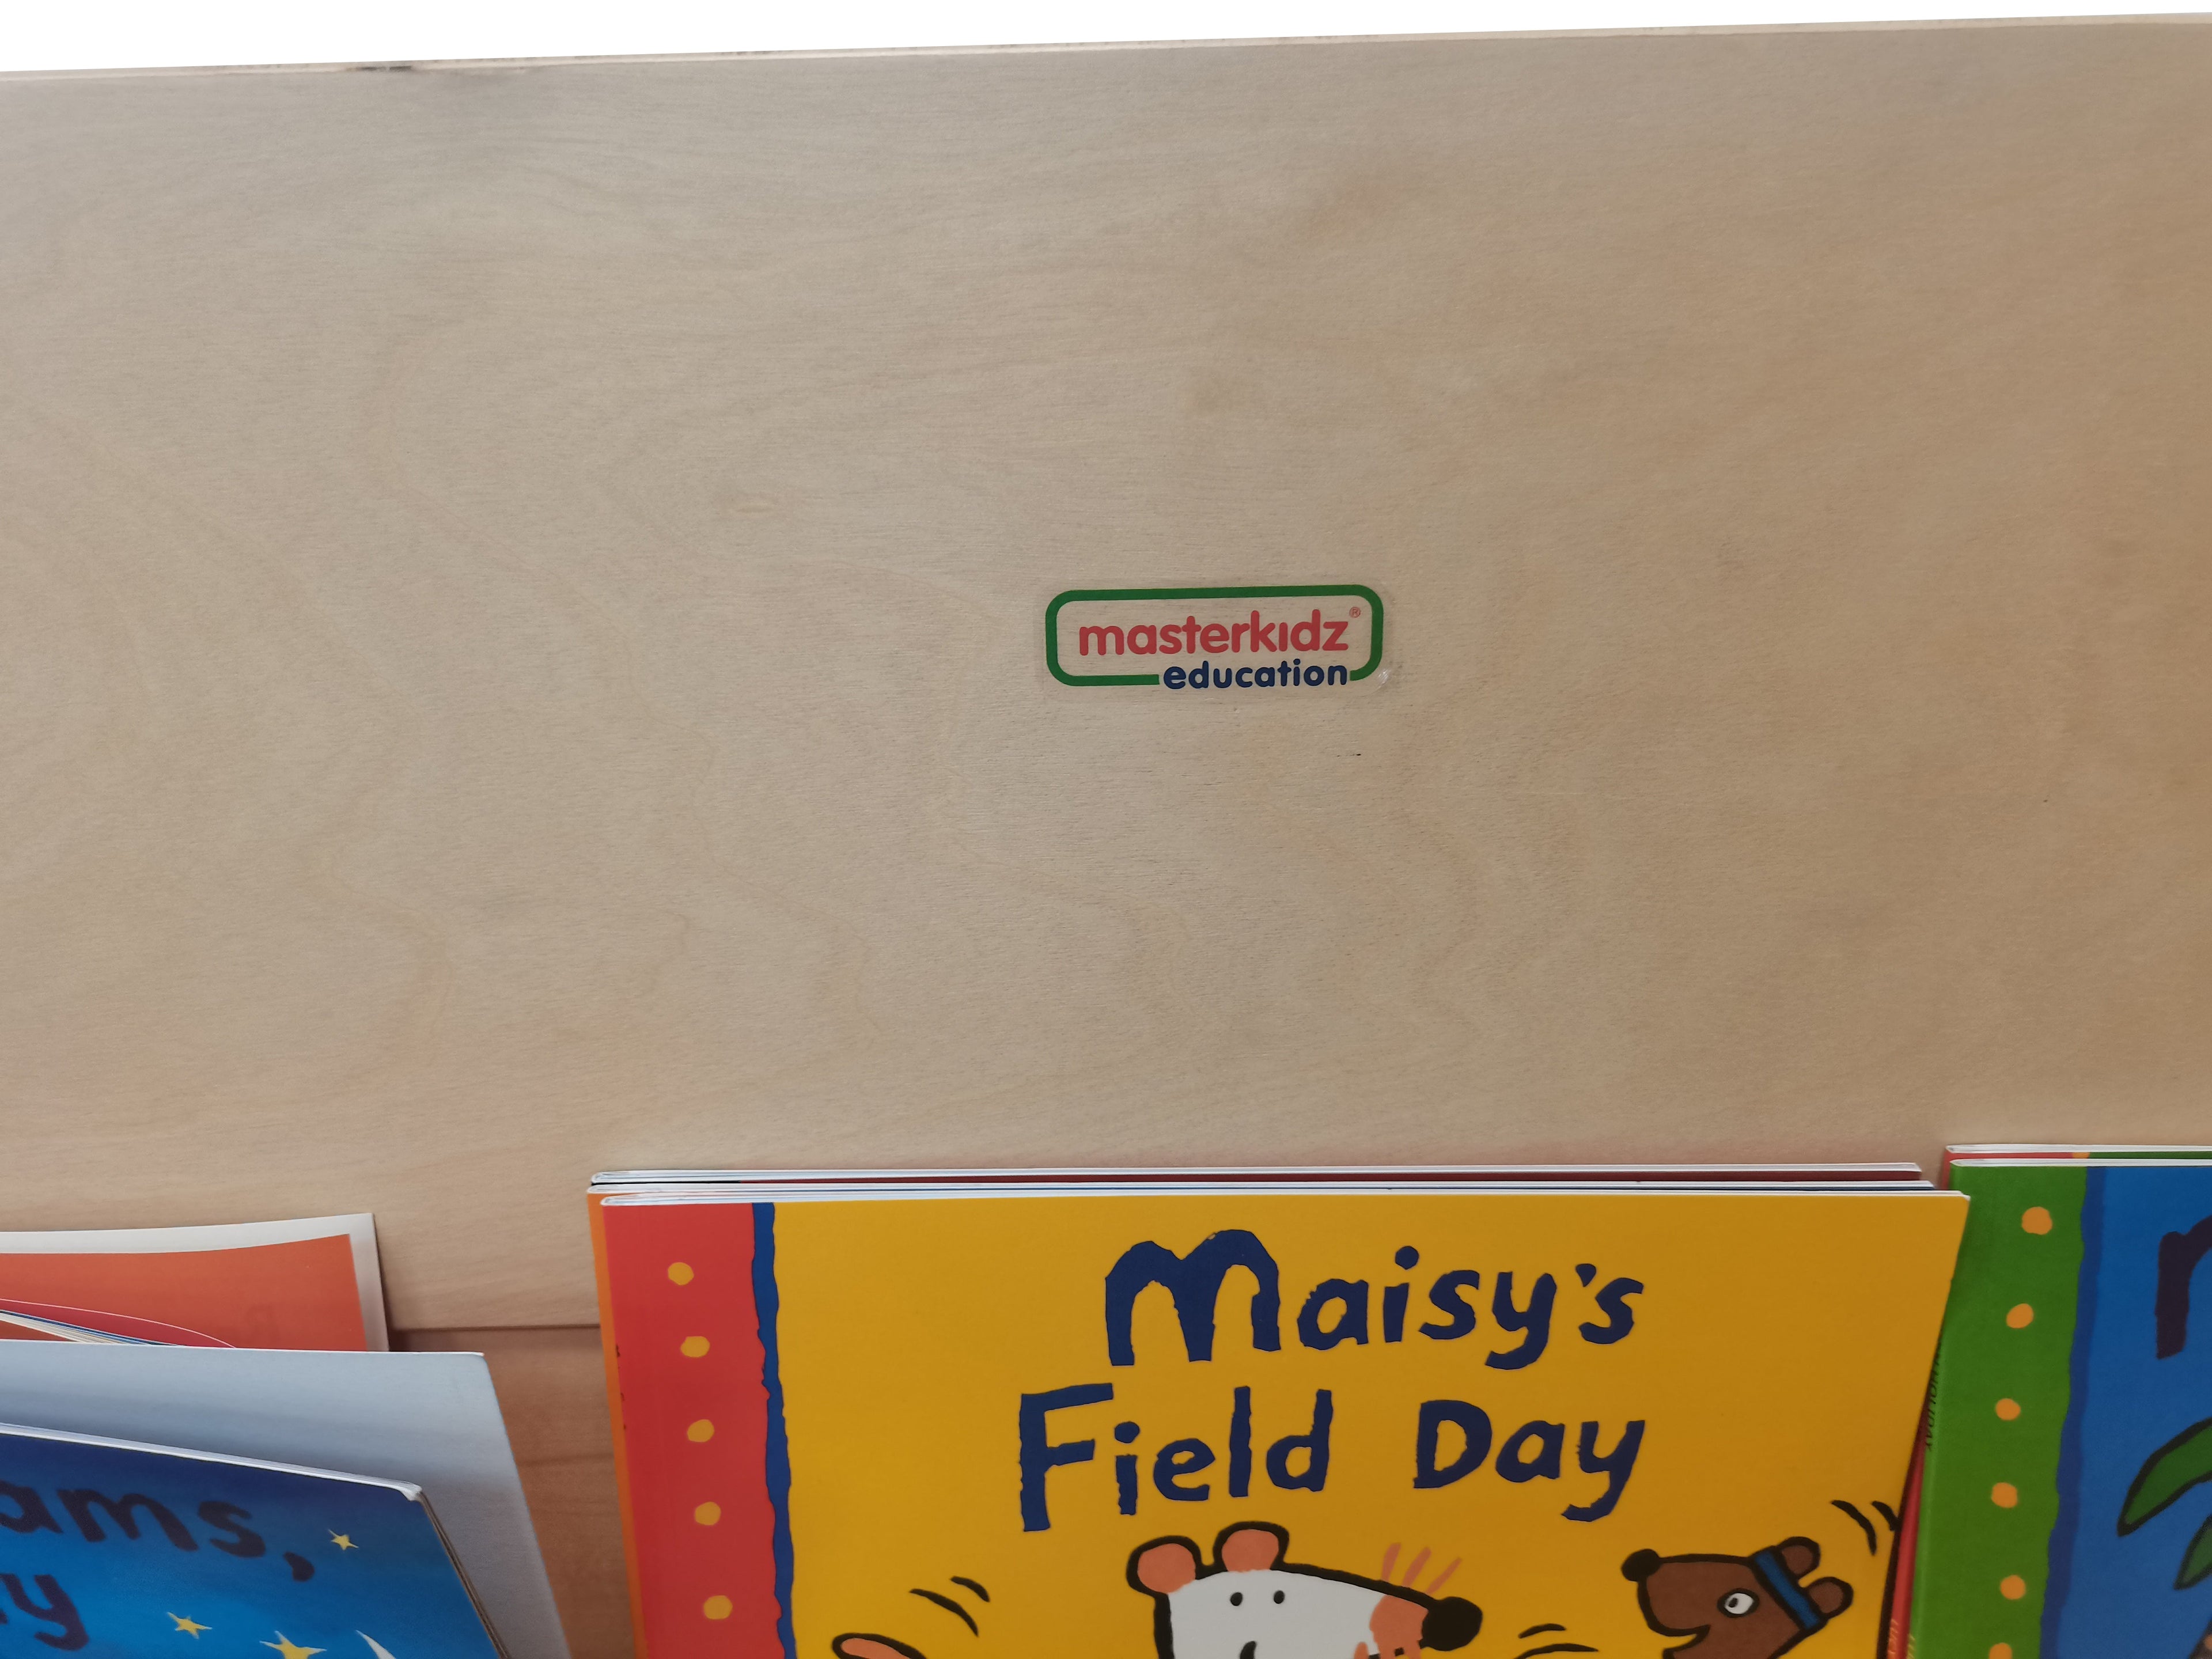 masterkidz®
education
Maisy's
Field Day